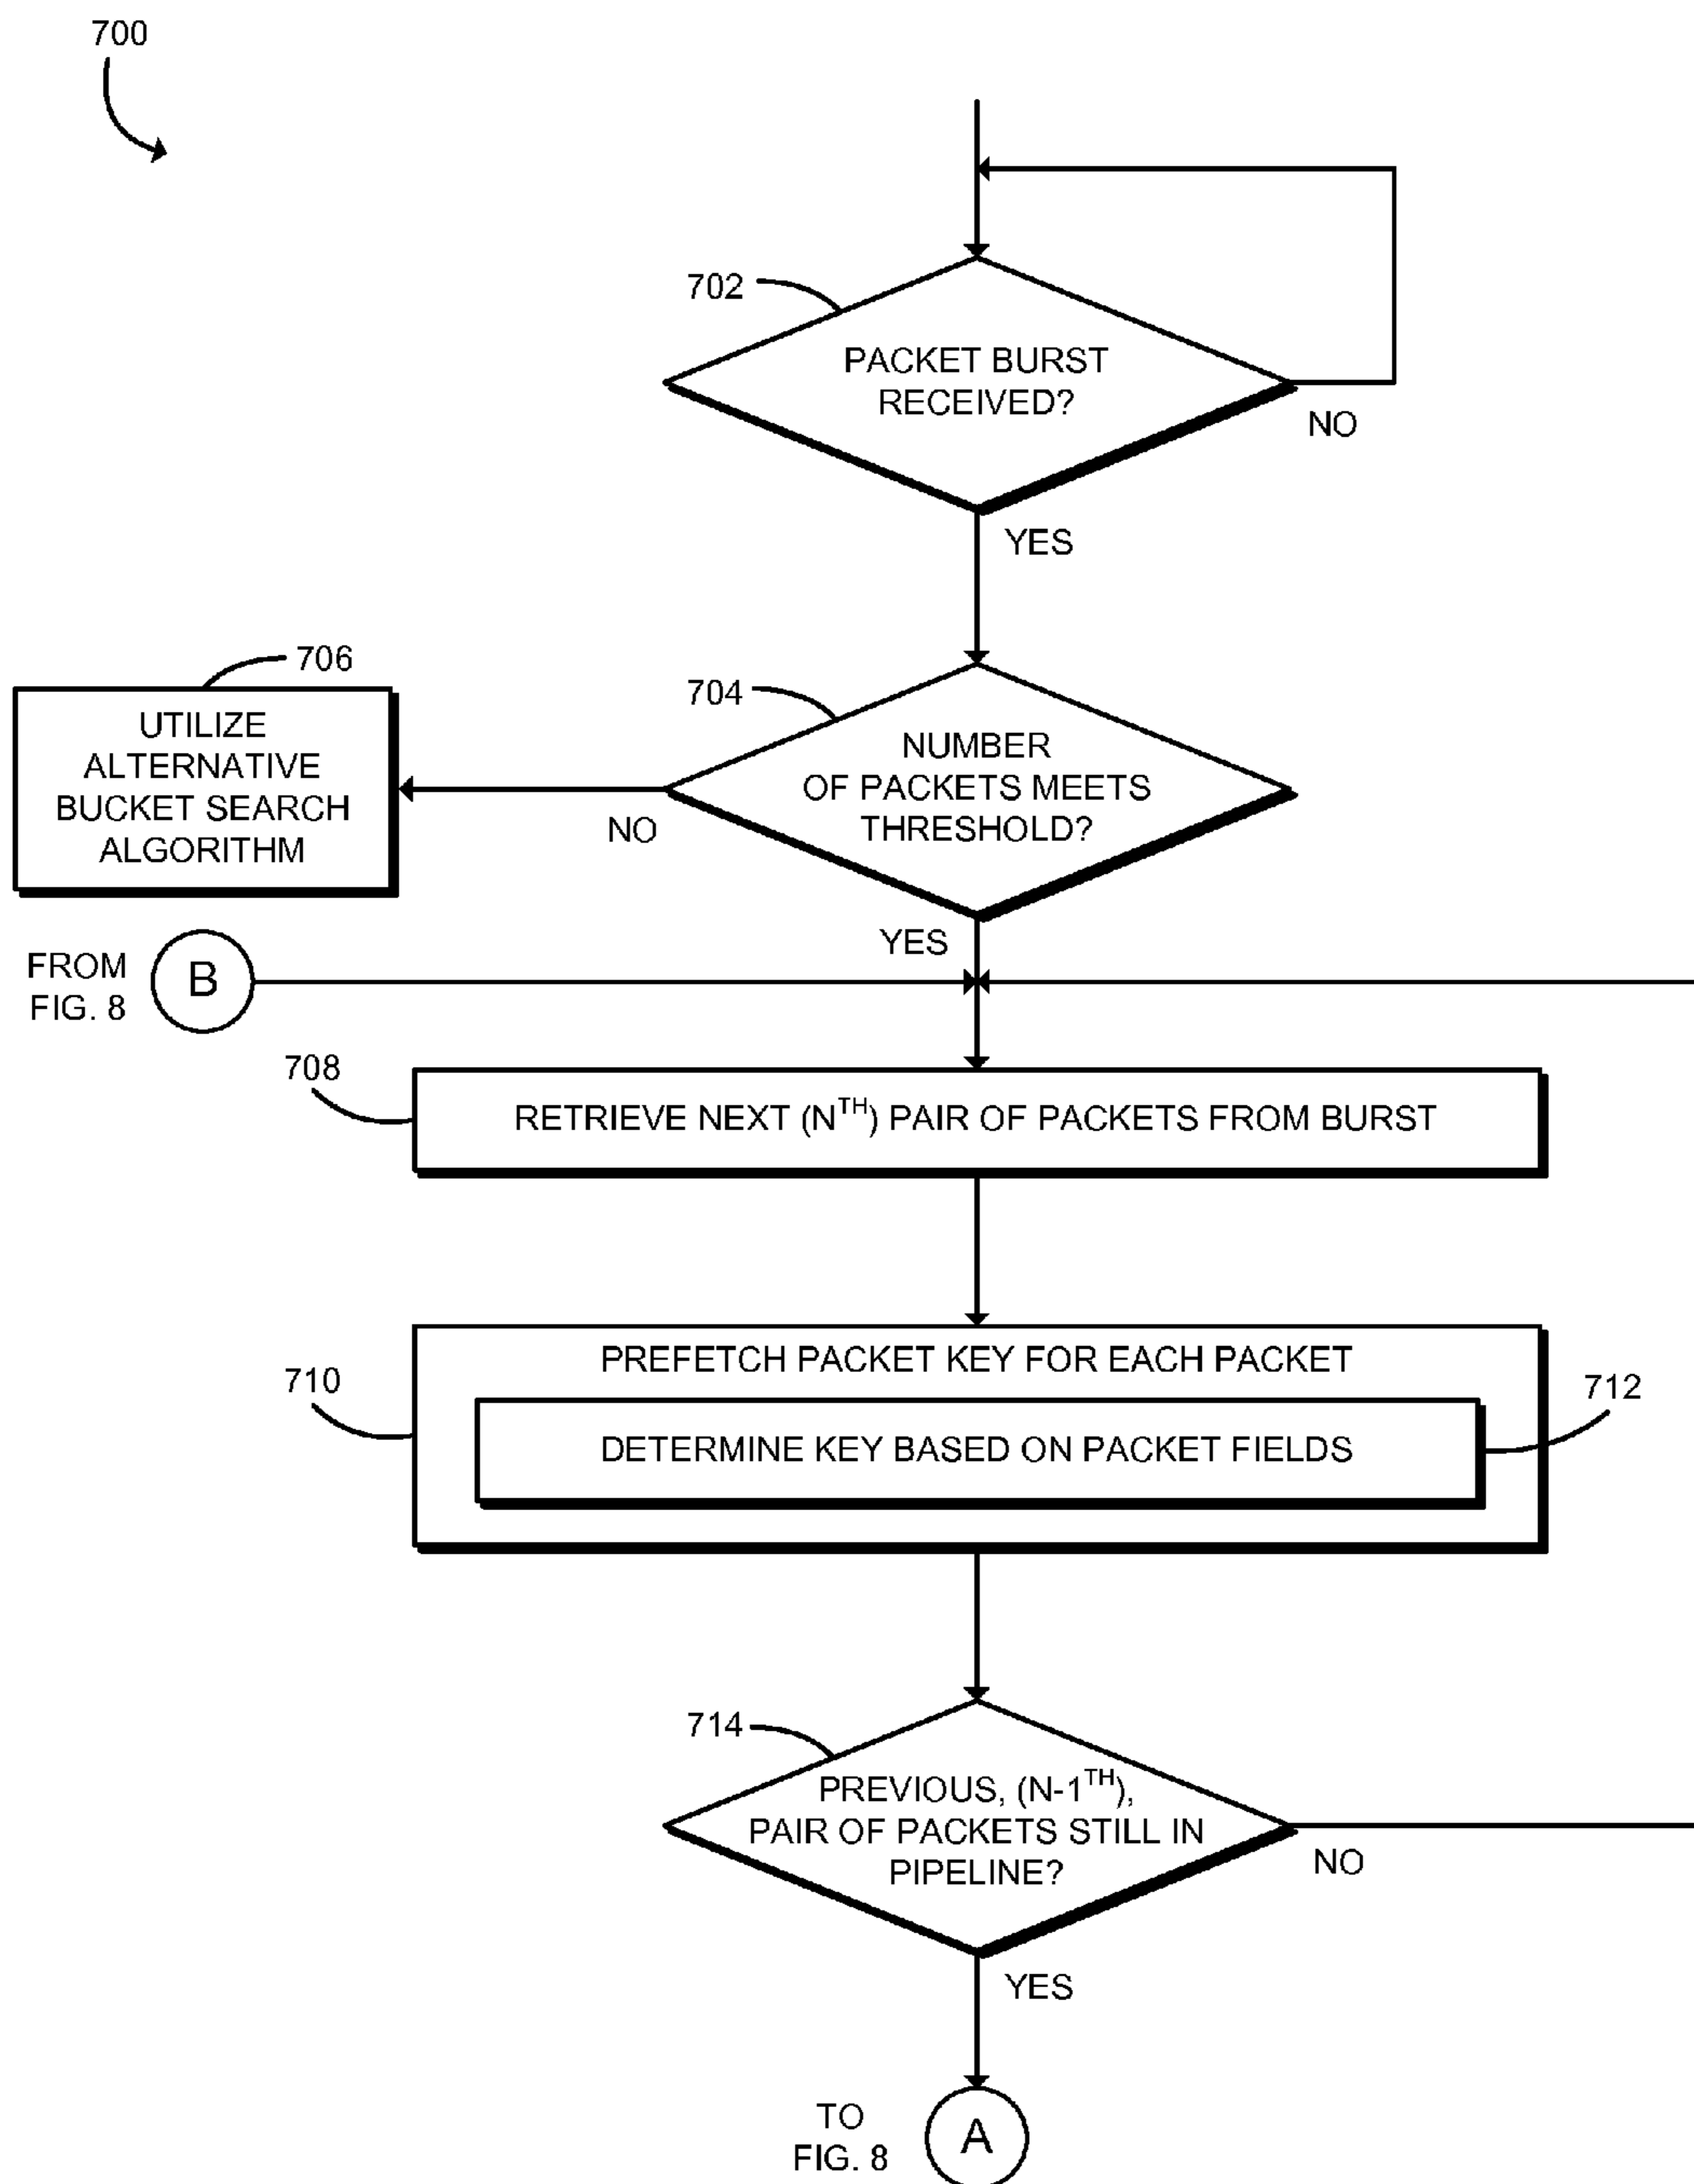 700
702
PACKET BURST
RECEIVED?
NO
YES
706
UTILIZE
ALTERNATIVE
BUCKET SEARCH
ALGORITHM
704
NUMBER
OF PACKETS MEETS
THRESHOLD?
NO
YES
FROM
FIG. 8
B
708
RETRIEVE NEXT (NTH) PAIR OF PACKETS FROM BURST
710
PREFETCH PACKET KEY FOR EACH PACKET
712
DETERMINE KEY BASED ON PACKET FIELDS
714
PREVIOUS, (N-1TH),
PAIR OF PACKETS STILL IN
PIPELINE?
NO
YES
TO
FIG. 8
A